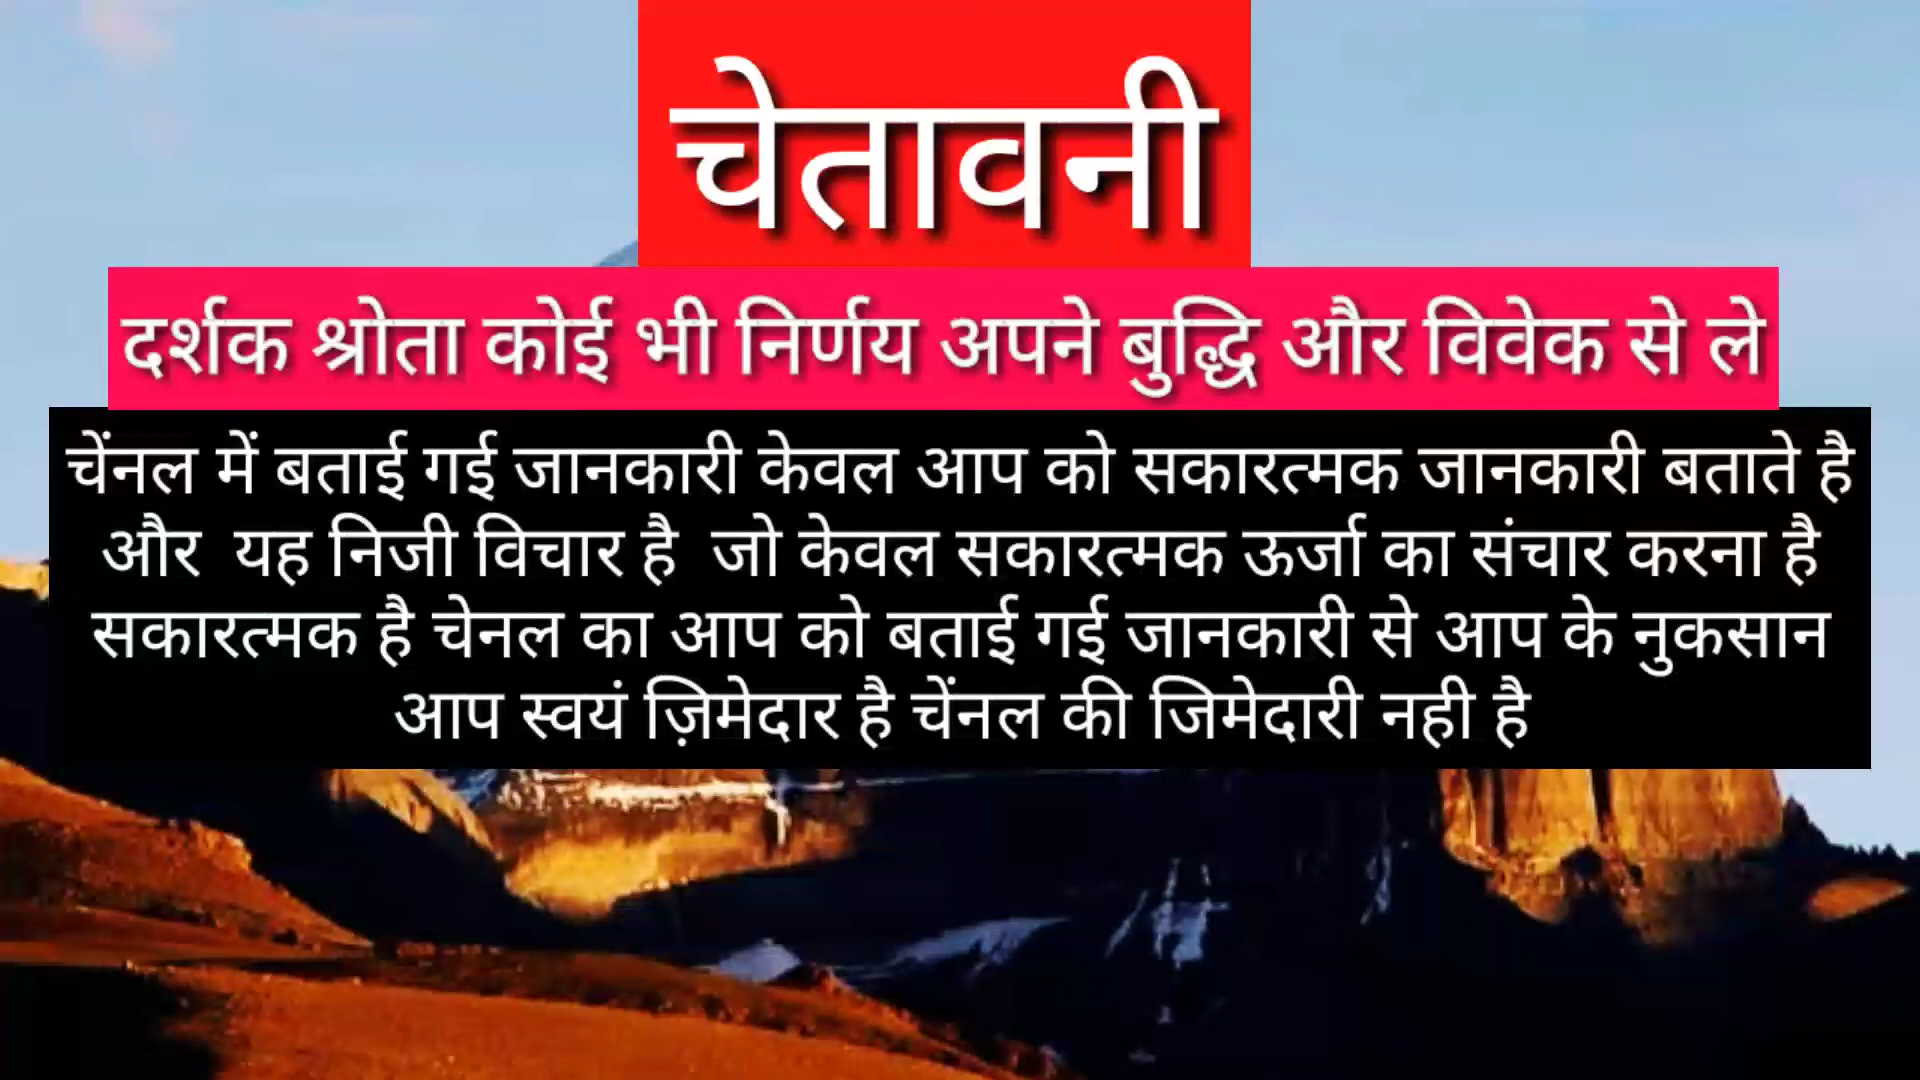 चेतावनी
दर्शक श्रोता कोई भी निर्णय अपने बुद्धि और विवेक से ले
चेंनल में बताई गई जानकारी केवल आप को सकारत्मक जानकारी बताते है
और यह निजी विचार है जो केवल सकारत्मक ऊर्जा का संचार करना है
सकारत्मक है चेनल का आप को बताई गई जानकारी से आप के नुकसान
आप स्वयं ज़िमेदार है चेंनल की जिमेदारी नही है